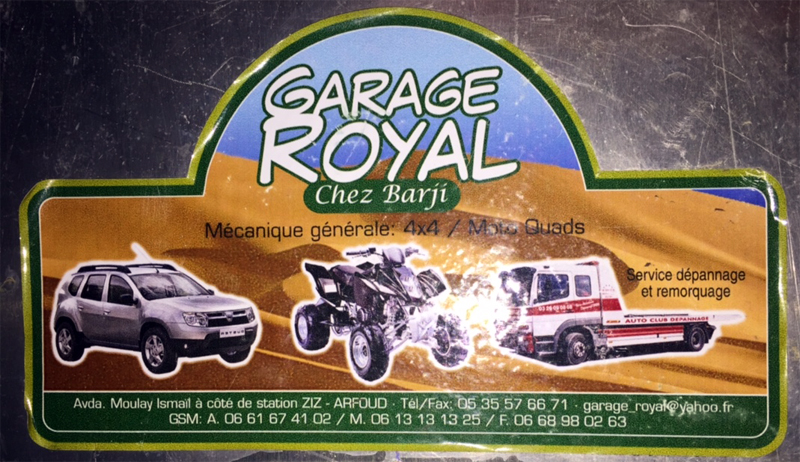 GARAGE
ROYAL
Chez Barji
Mécanique générale: 4x4 / Moto Quads
Service dépannage
et remorquage
AUTO CLUB DEPANNAGE
Avda. Moulay Ismaïl à côté de station ZIZ - ARFOUD - Tél/Fax: 05 35 57 66 71 - garage_royal@yahoo.fr
GSM: A. 06 61 67 41 02 / M. 06 13 13 13 25 / F. 06 68 98 02 63